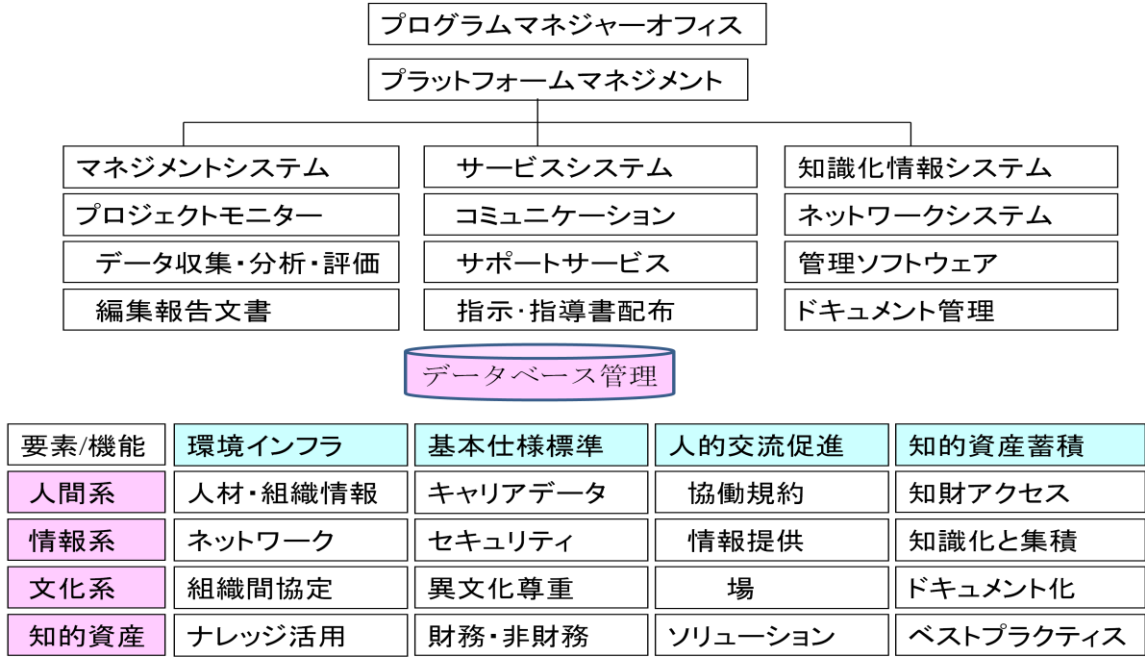 プログラムマネジャーオフィス
プラットフォームマネジメント
マネジメントシステム サービスシステム 知識化情報システム
プロジェクトモニター コミュニケーション ネットワークシステム
データ収集・分析・評価 サポートサービス 管理ソフトウェア
編集報告文書 指示・指導書配布 ドキュメント管理
データベース管理
要素/機能 環境インフラ 基本仕様標準 人的交流促進 知的資産蓄積
人間系 人材・組織情報 キャリアデータ 協働規約 知財アクセス
情報系 ネットワーク セキュリティ 情報提供 知識化と集積
文化系 組織間協定 異文化尊重 場 ドキュメント化
知的資産 ナレッジ活用 財務・非財務 ソリューション ベストプラクティス